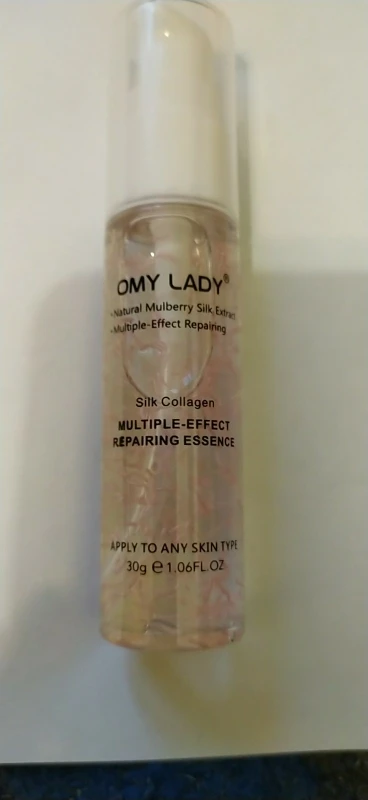 OMY LADY®
·Natural Mulberry Silk Extract
·Multiple-Effect Repairing
Silk Collagen
MULTIPLE-EFFECT
REPAIRING ESSENCE
APPLY TO ANY SKIN TYPE
30g ℮ 1.06FL.OZ